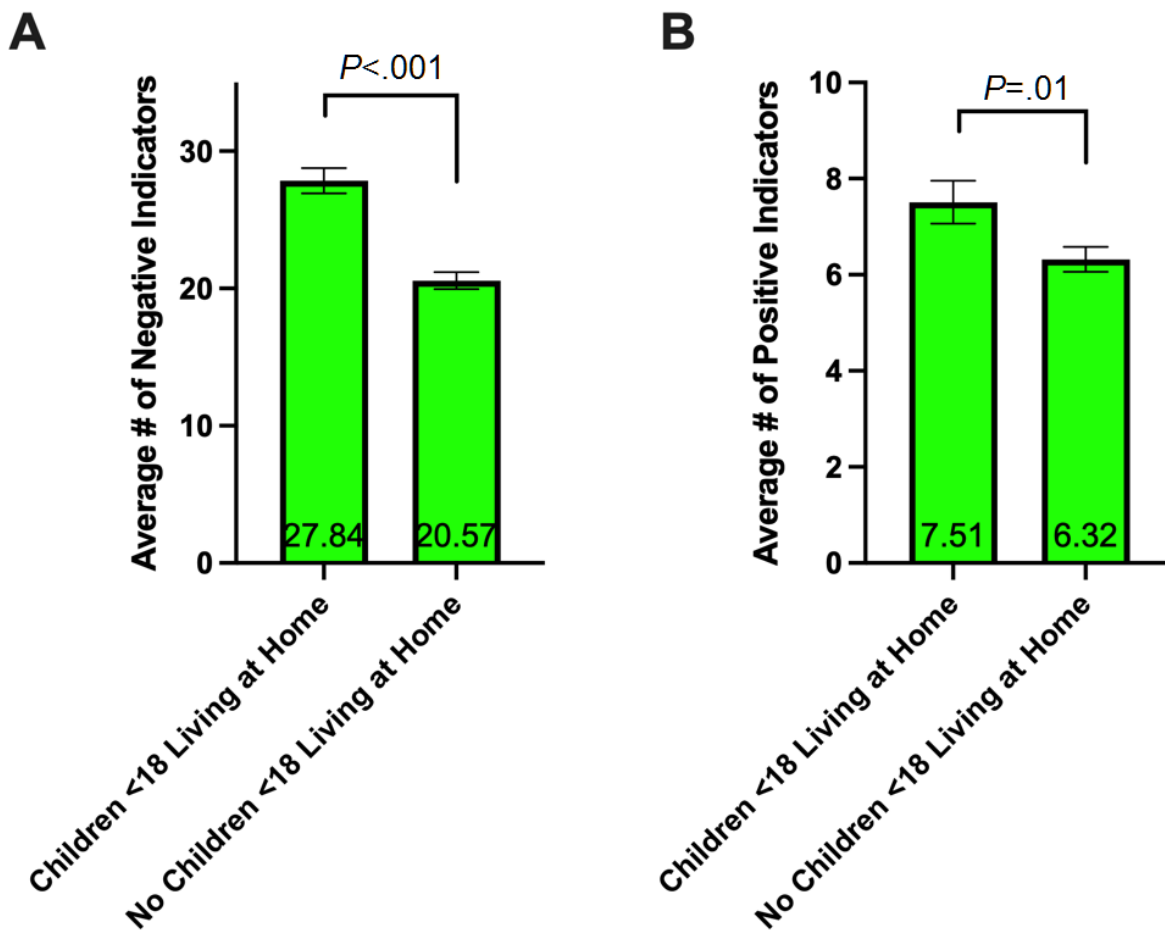 A
P<.001
Average # of Negative Indicators
30
20
10
0
27.84
20.57
Children <18 Living at Home
No Children <18 Living at Home
B
P=.01
Average # of Positive Indicators
10
8
6
4
2
0
7.51
6.32
Children <18 Living at Home
No Children <18 Living at Home